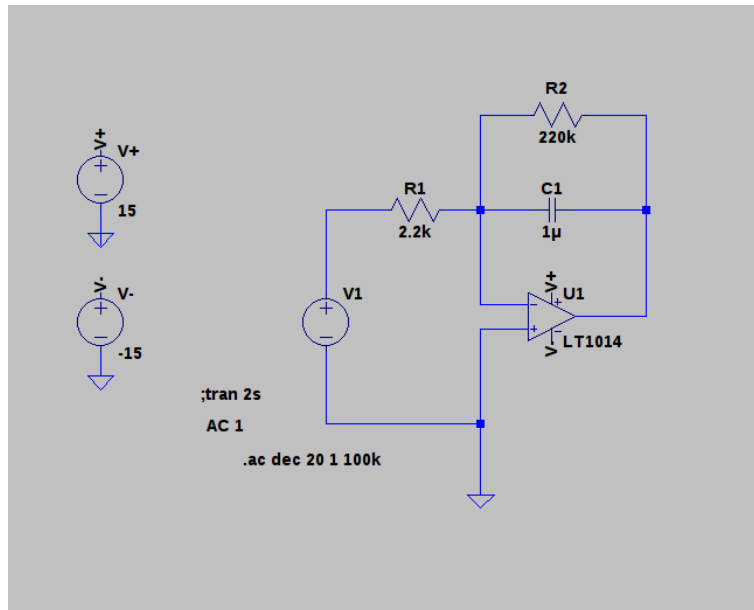 V+
V+
15
V-
V-
-15
V1
;tran 2s
AC 1
.ac dec 20 1 100k
R1
2.2k
R2
220k
C1
1µ
V+
U1
V-
LT1014